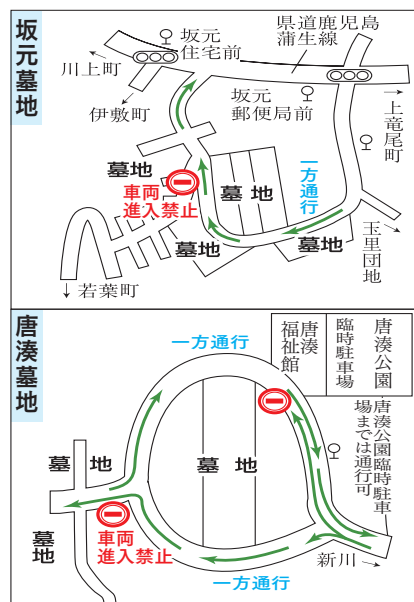 坂元墓地
坂元
住宅前
県道鹿児島
蒲生線
川上町
伊敷町
坂元
郵便局前
上竜尾町
墓地
車両
進入禁止
墓地
一方通行
墓地
墓地
玉里団地
若葉町
唐湊墓地
一方通行
唐湊
福祉館
臨時駐車場
唐湊公園
唐湊公園臨時駐車
場までは通行可
墓地
墓地
墓地
車両
進入禁止
一方通行
新川